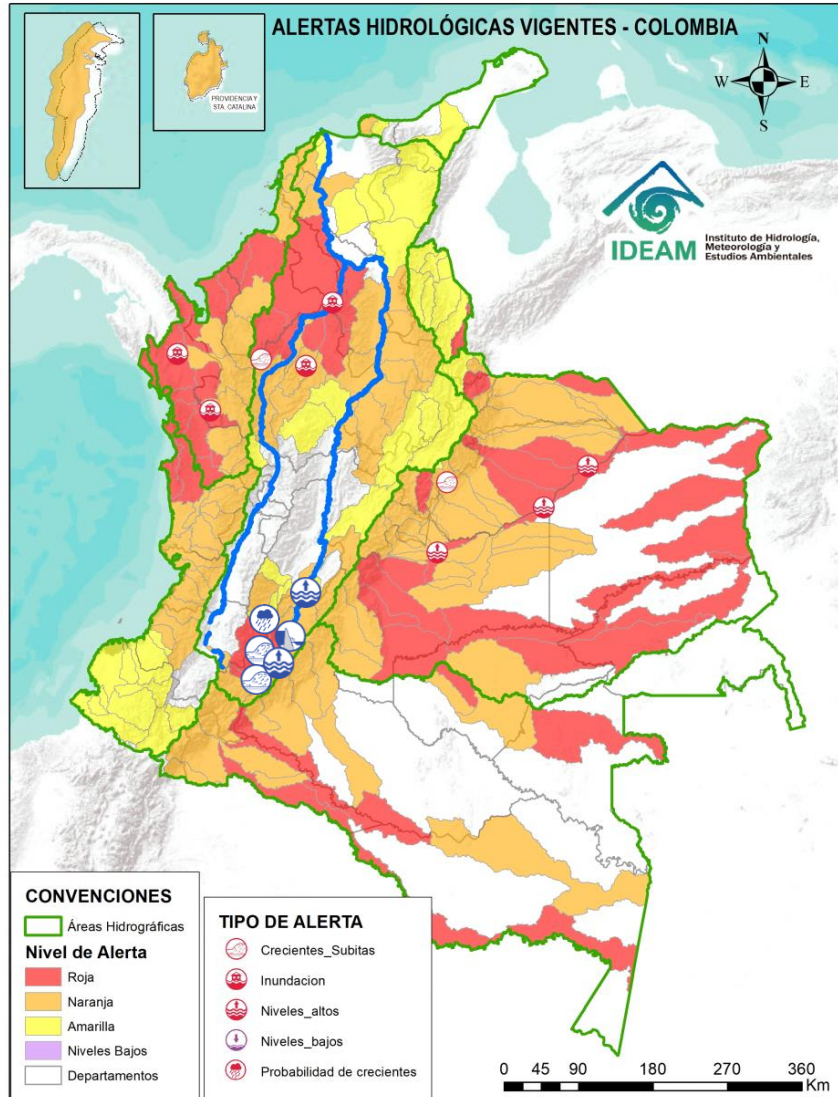 ALERTAS HIDROLÓGICAS VIGENTES - COLOMBIA
PROVIDENCIA Y
STA. CATALINA
N
W
E
S
IDEAM
Instituto de Hidrología,
Meteorología y
Estudios Ambientales
CONVENCIONES
Áreas Hidrográficas
Nivel de Alerta
Roja
Naranja
Amarilla
Niveles Bajos
Departamentos
TIPO DE ALERTA
Crecientes_Subitas
Inundacion
Niveles_altos
Niveles_bajos
Probabilidad de crecientes
0 45 90 180 270 360
Km